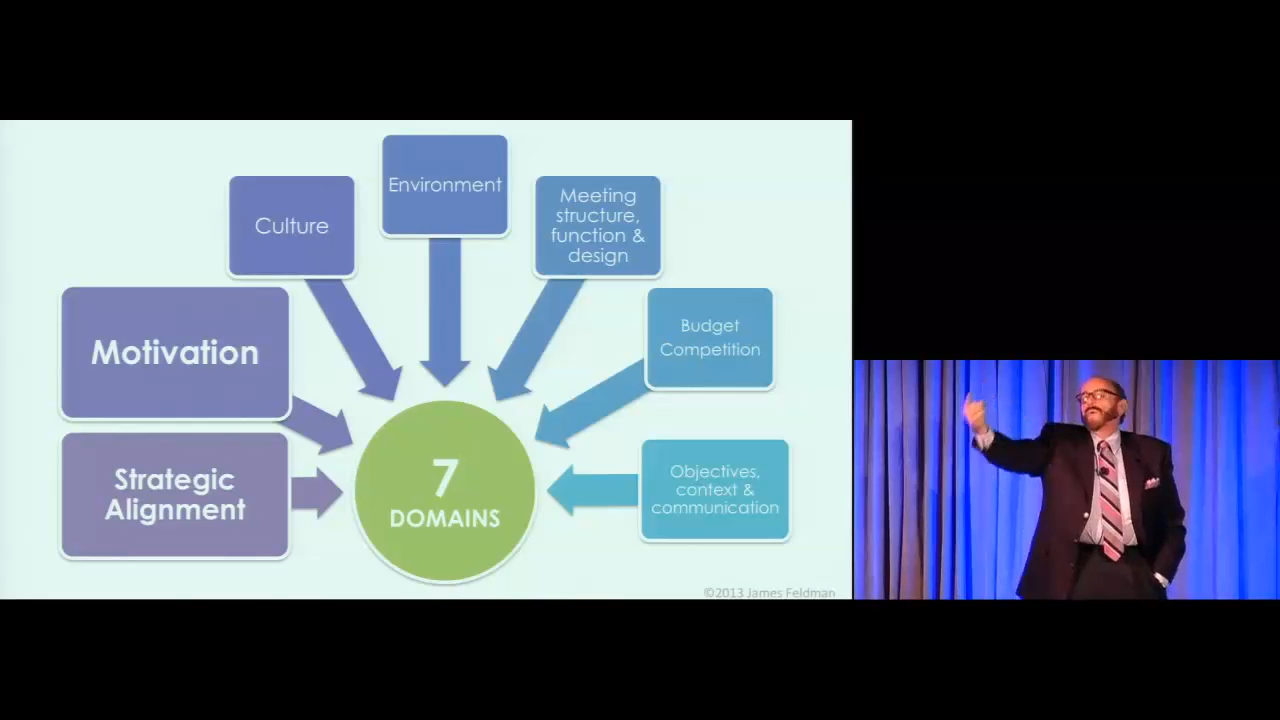 Environment
Culture
Meeting
structure,
function &
design
Motivation
Budget
Competition
Strategic
Alignment
7
DOMAINS
Objectives,
context &
communication
©2013 James Feldman